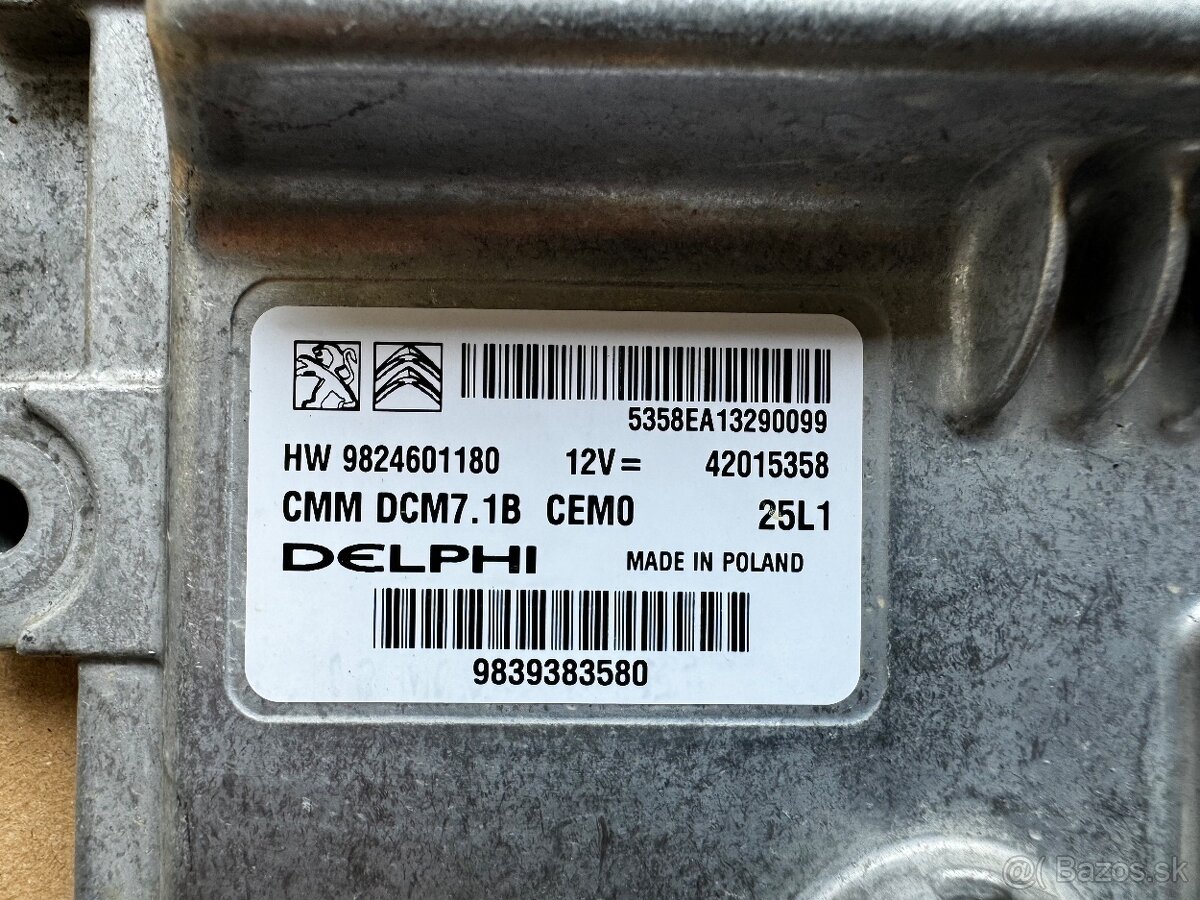 5358EA13290099
HW 9824601180 12V= 42015358
CMM DCM7.1B CEM0 25L1
DELPHI MADE IN POLAND
9839383580
@( Bazos.sk